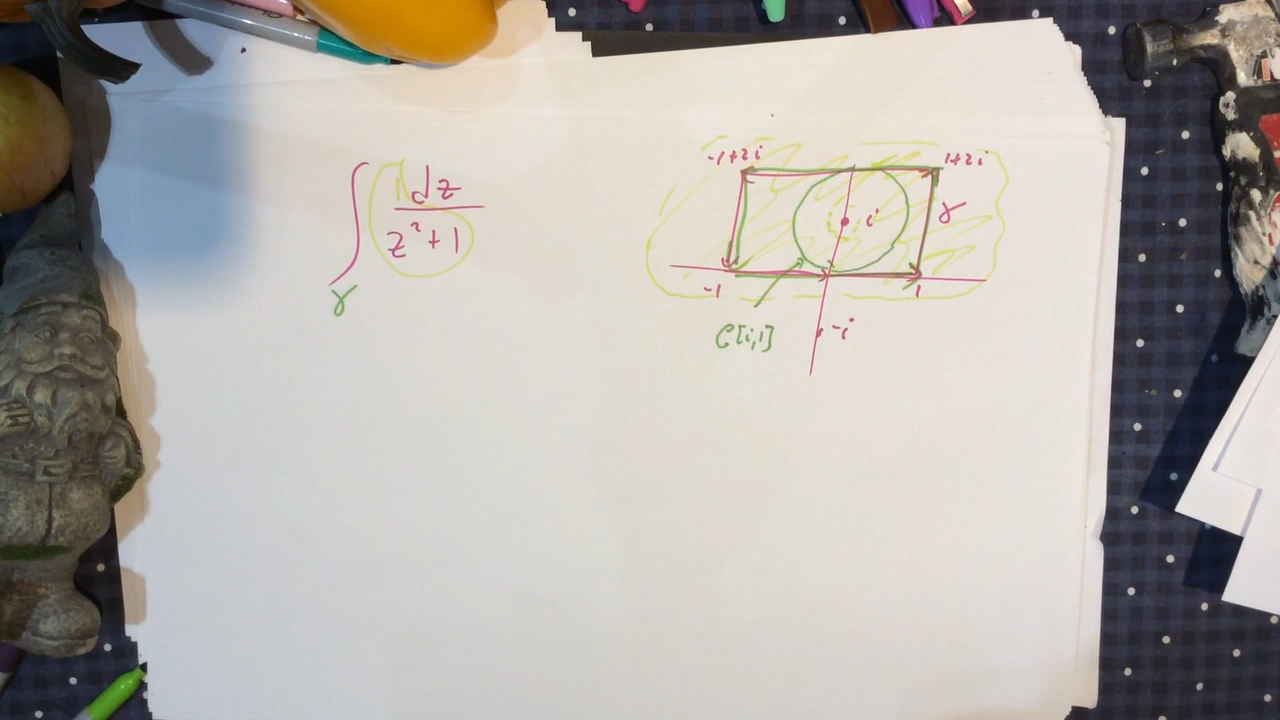 ∫ dz
z² + 1
γ
-1+2i
1+2i
i
γ
-1
1
C[i,1]
-i